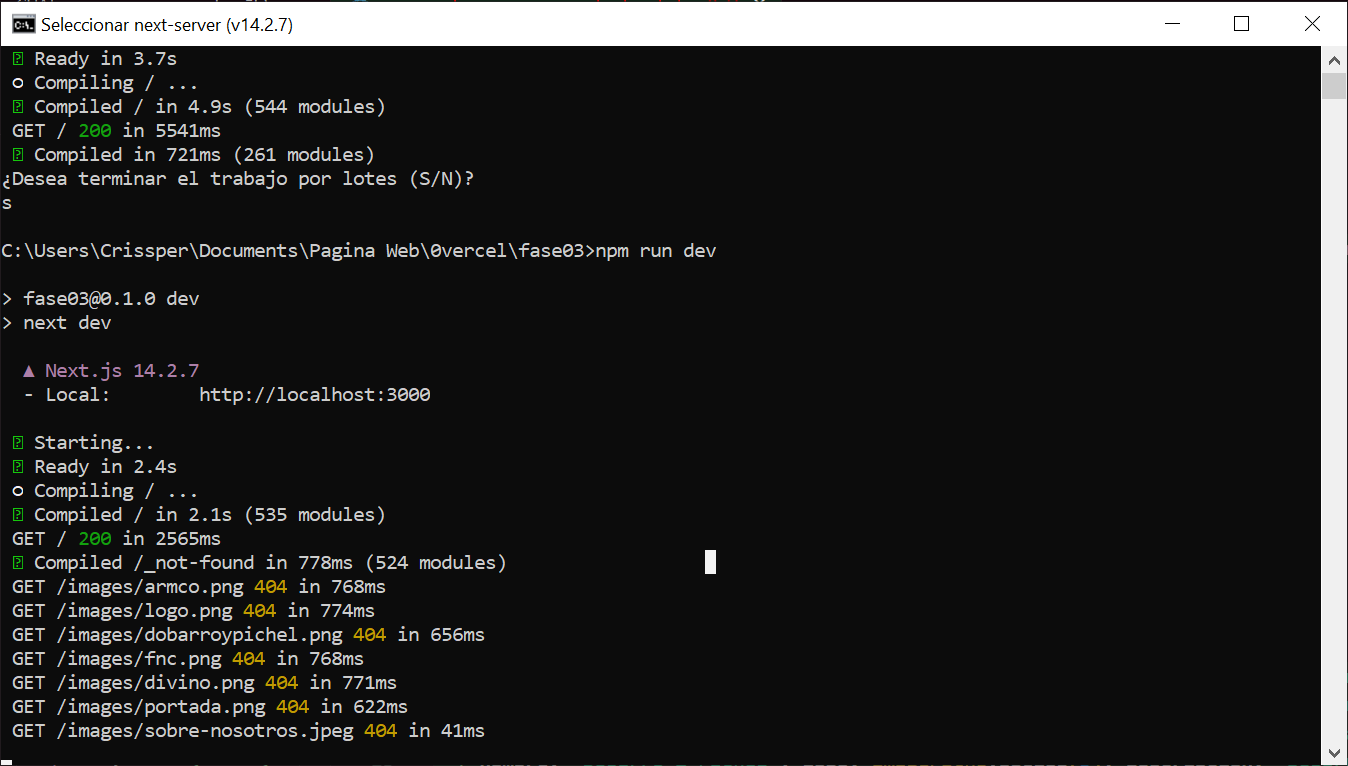 Seleccionar next-server (v14.2.7)
Ready in 3.7s
○ Compiling / ...
Compiled / in 4.9s (544 modules)
GET / 200 in 5541ms
Compiled in 721ms (261 modules)
¿Desea terminar el trabajo por lotes (S/N)?
s
C:\Users\Crissper\Documents\Pagina Web\0vercel\fase03>npm run dev
> fase03@0.1.0 dev
> next dev
▲ Next.js 14.2.7
- Local:        http://localhost:3000
Starting...
Ready in 2.4s
○ Compiling / ...
Compiled / in 2.1s (535 modules)
GET / 200 in 2565ms
Compiled /_not-found in 778ms (524 modules)
GET /images/armco.png 404 in 768ms
GET /images/logo.png 404 in 774ms
GET /images/dobarroypichel.png 404 in 656ms
GET /images/fnc.png 404 in 768ms
GET /images/divino.png 404 in 771ms
GET /images/portada.png 404 in 622ms
GET /images/sobre-nosotros.jpeg 404 in 41ms